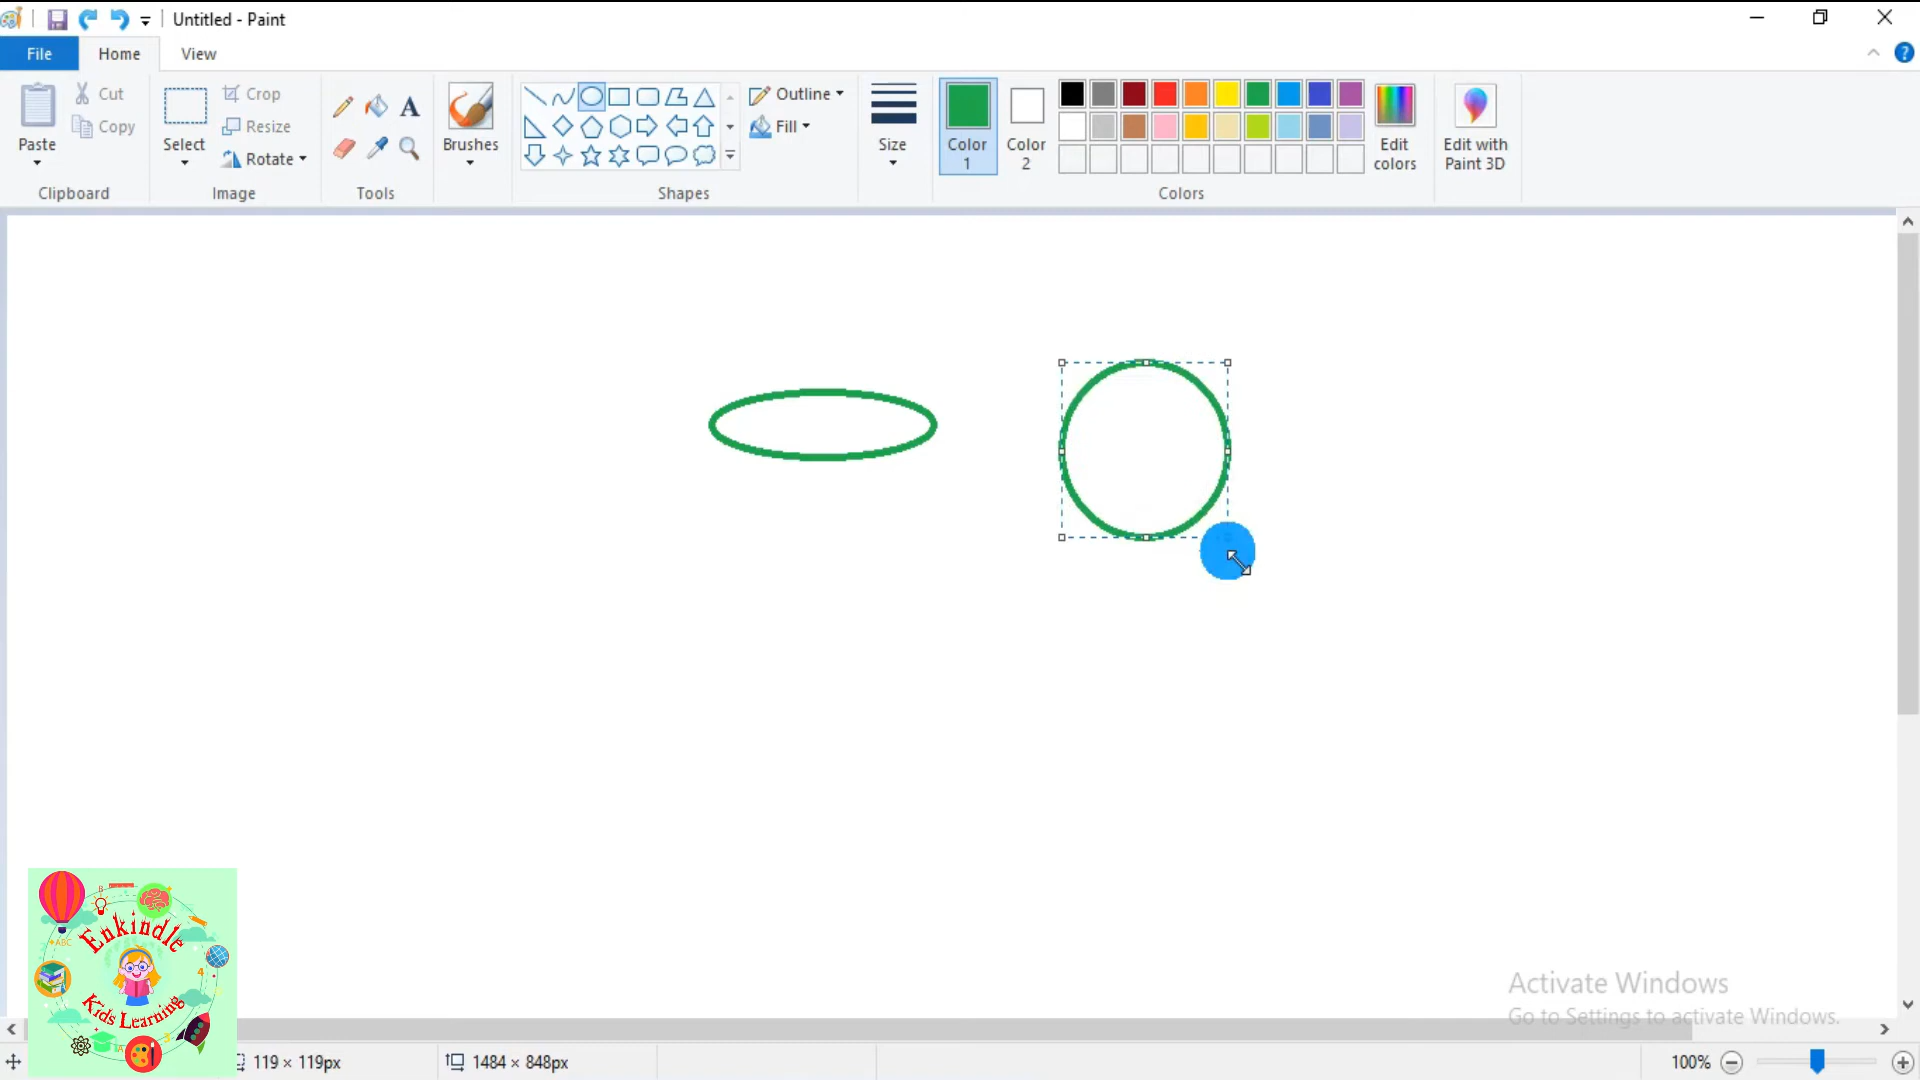 Untitled - Paint
File Home View
Paste
Cut
Copy
Clipboard
Select
Crop
Resize
Rotate
Image
A
Tools
Brushes
Outline
Fill
Shapes
Size
Color 1
Color 2
Colors
Edit colors
Edit with Paint 3D
Enkindle
Kids Learning
ABC
Activate Windows
Go to Settings to activate Windows.
119 × 119px
1484 × 848px
100%